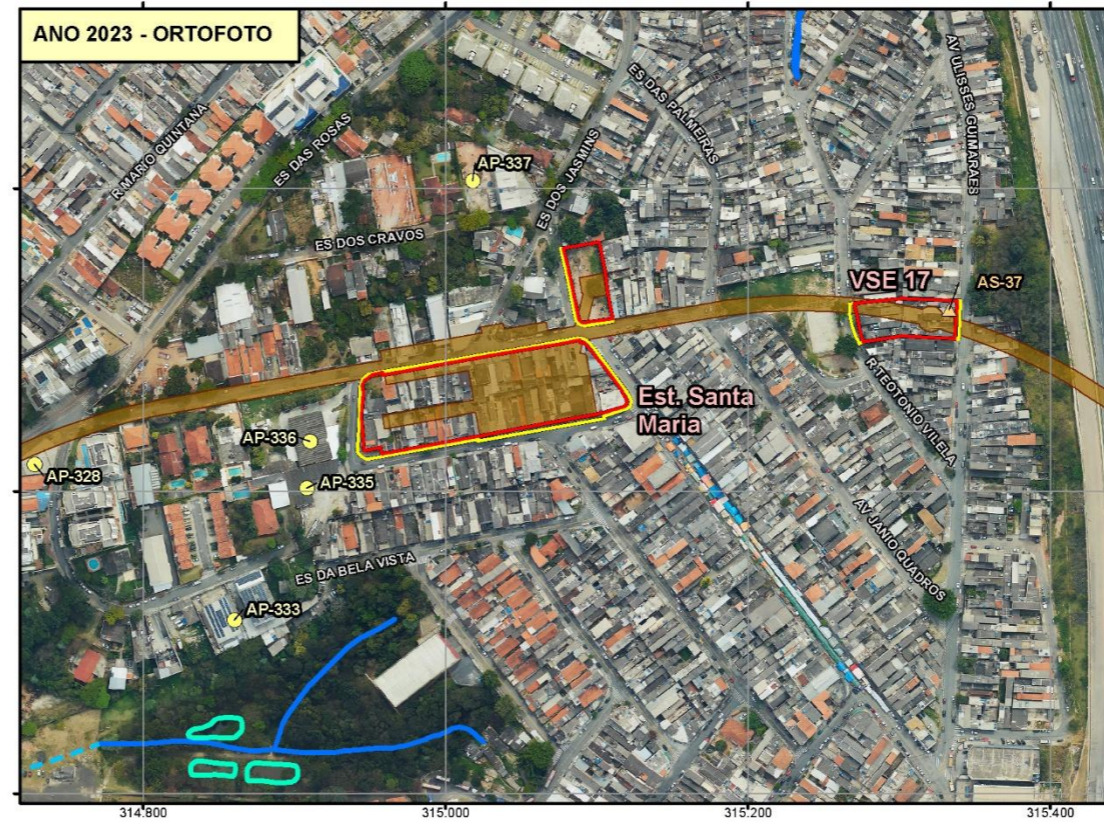 ANO 2023 - ORTOFOTO
R MARIO QUINTANA
ES DAS ROSAS
AP-337
ES DOS JASMINS
ES DAS PALMEIRAS
AV ULISSES GUIMARAES
ES DOS CRAVOS
VSE 17
AS-37
Est. Santa
Maria
R TEOTONIO VILELA
AP-336
AP-328
AP-335
AV JANIO QUADROS
ES DA BELA VISTA
AP-333
314.800
315.000
315.200
315.400